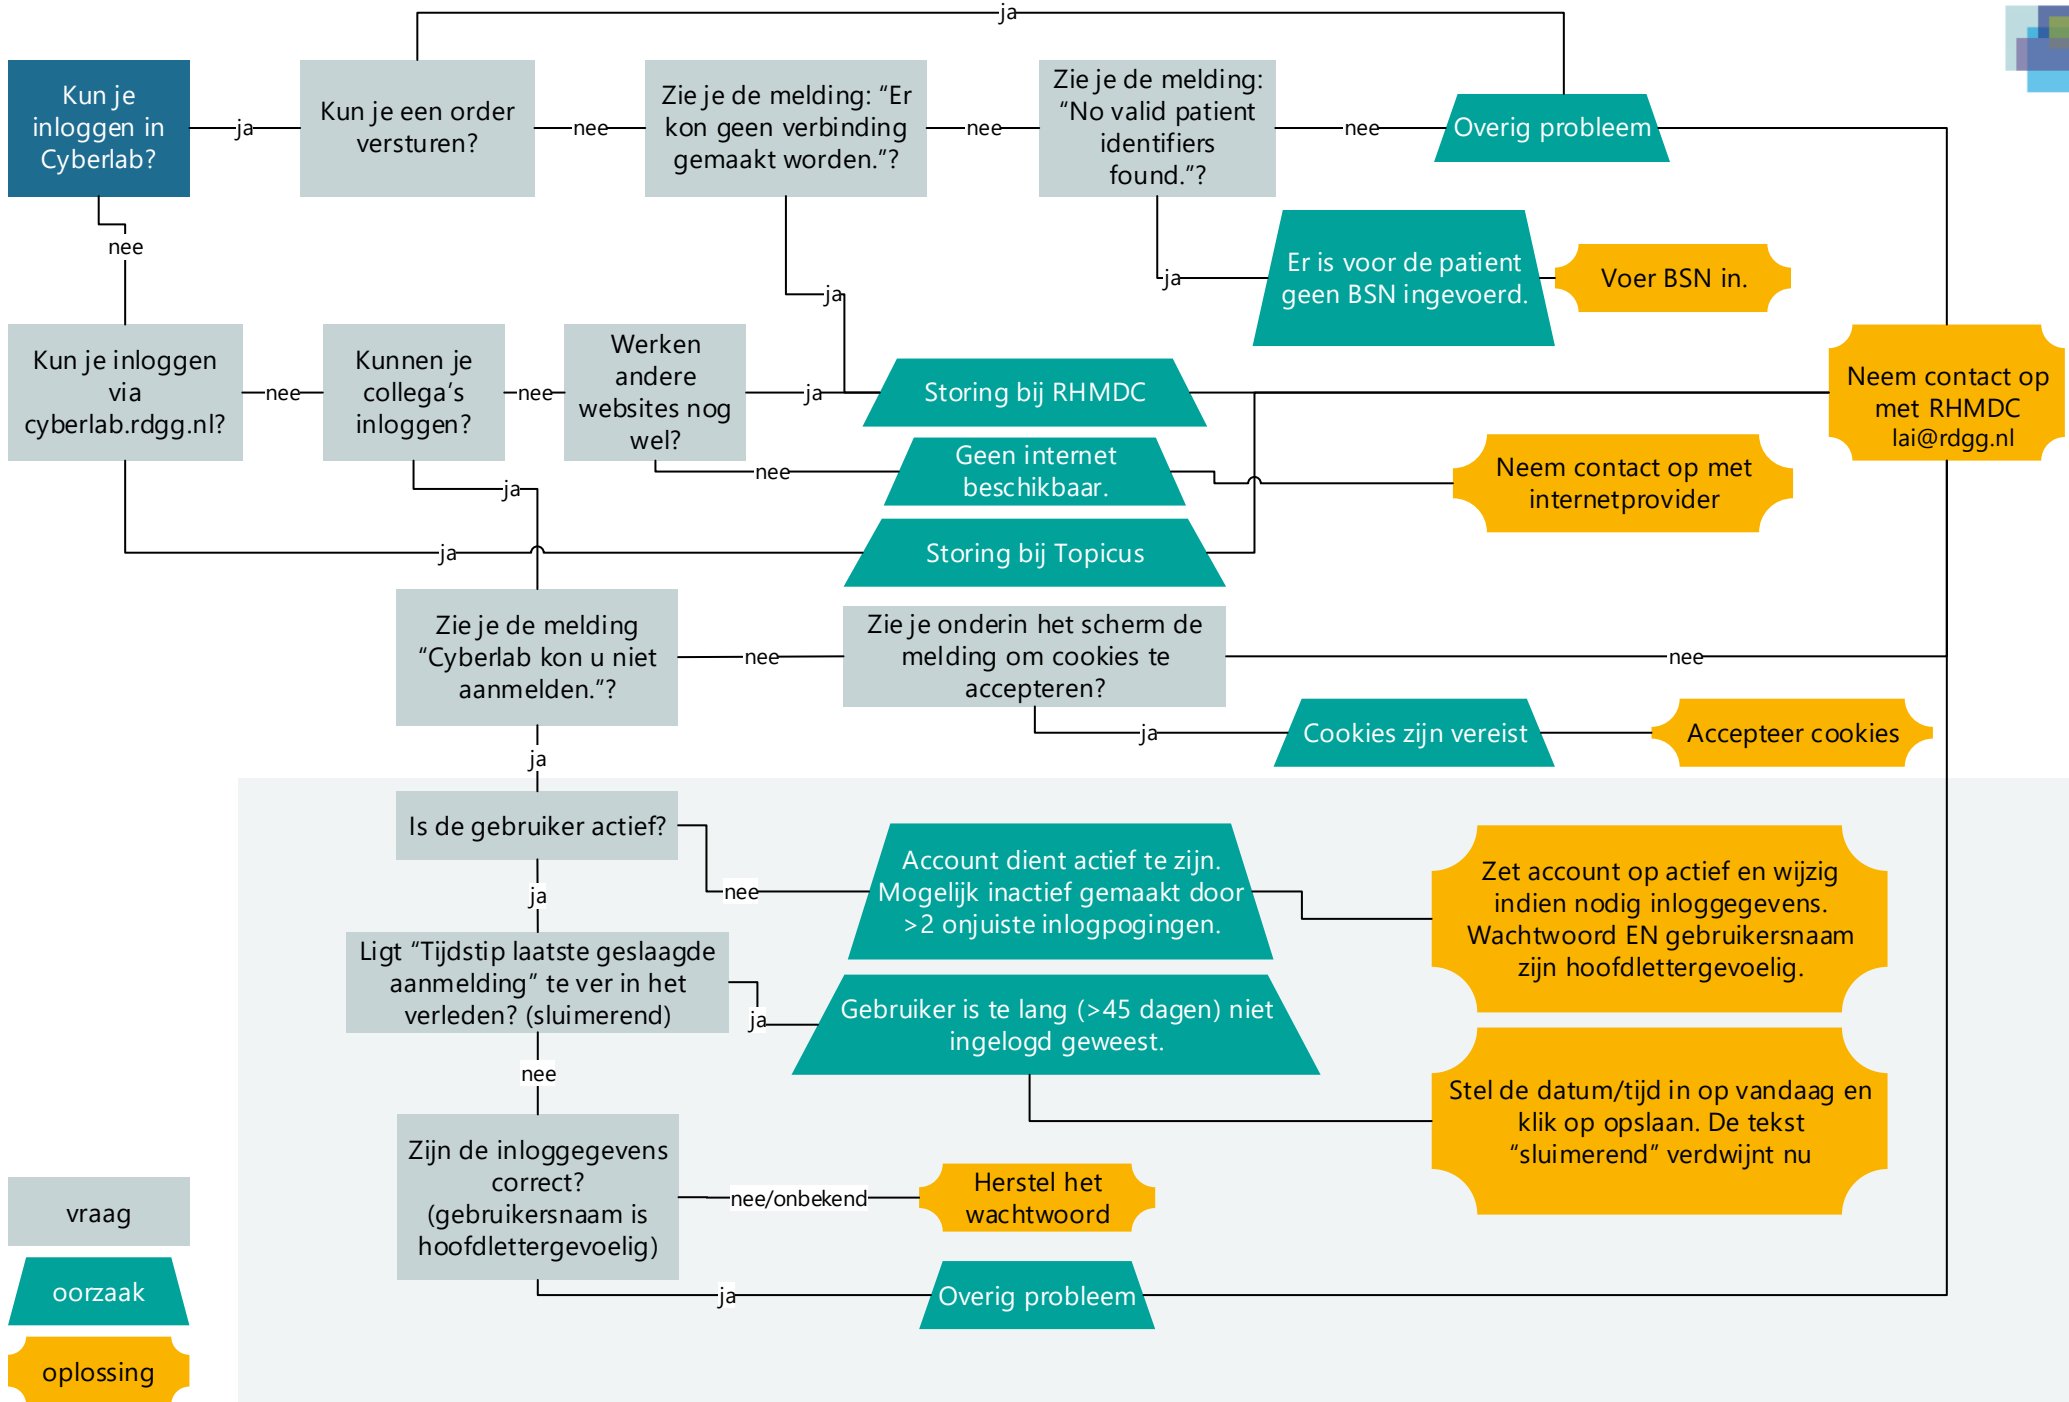 ja
Kun je
inloggen in
Cyberlab?
ja
Kun je een order
versturen?
nee
Zie je de melding: “Er
kon geen verbinding
gemaakt worden.”?
nee
Zie je de melding:
“No valid patient
identifiers
found.”?
nee
Overig probleem
nee
ja
ja
Er is voor de patient
geen BSN ingevoerd.
Voer BSN in.
Kun je inloggen
via
cyberlab.rdgg.nl?
nee
Kunnen je
collega’s
inloggen?
nee
Werken
andere
websites nog
wel?
ja
Storing bij RHMDC
Neem contact op
met RHMDC
lai@rdgg.nl
ja
nee
Geen internet
beschikbaar.
Neem contact op met
internetprovider
ja
Storing bij Topicus
Zie je de melding
“Cyberlab kon u niet
aanmelden.”?
nee
Zie je onderin het scherm de
melding om cookies te
accepteren?
nee
ja
ja
Cookies zijn vereist
Accepteer cookies
Is de gebruiker actief?
nee
Account dient actief te zijn.
Mogelijk inactief gemaakt door
>2 onjuiste inlogpogingen.
Zet account op actief en wijzig
indien nodig inloggegevens.
Wachtwoord EN gebruikersnaam
zijn hoofdlettergevoelig.
ja
Ligt “Tijdstip laatste geslaagde
aanmelding” te ver in het
verleden? (sluimerend)
ja
Gebruiker is te lang (>45 dagen) niet
ingelogd geweest.
Stel de datum/tijd in op vandaag en
klik op opslaan. De tekst
“sluimerend” verdwijnt nu
nee
Zijn de inloggegevens
correct?
(gebruikersnaam is
hoofdlettergevoelig)
nee/onbekend
Herstel het
wachtwoord
ja
Overig probleem
vraag
oorzaak
oplossing